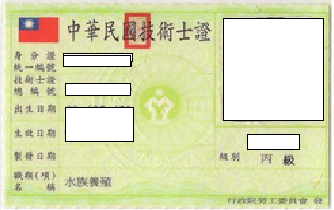 中華民國技術士證
身分證
統一編號
技術士證
總編號
出生日期
生效日期
製發日期
級別 丙級
職類(項)
名稱 水族養殖
行政院勞工委員會 發